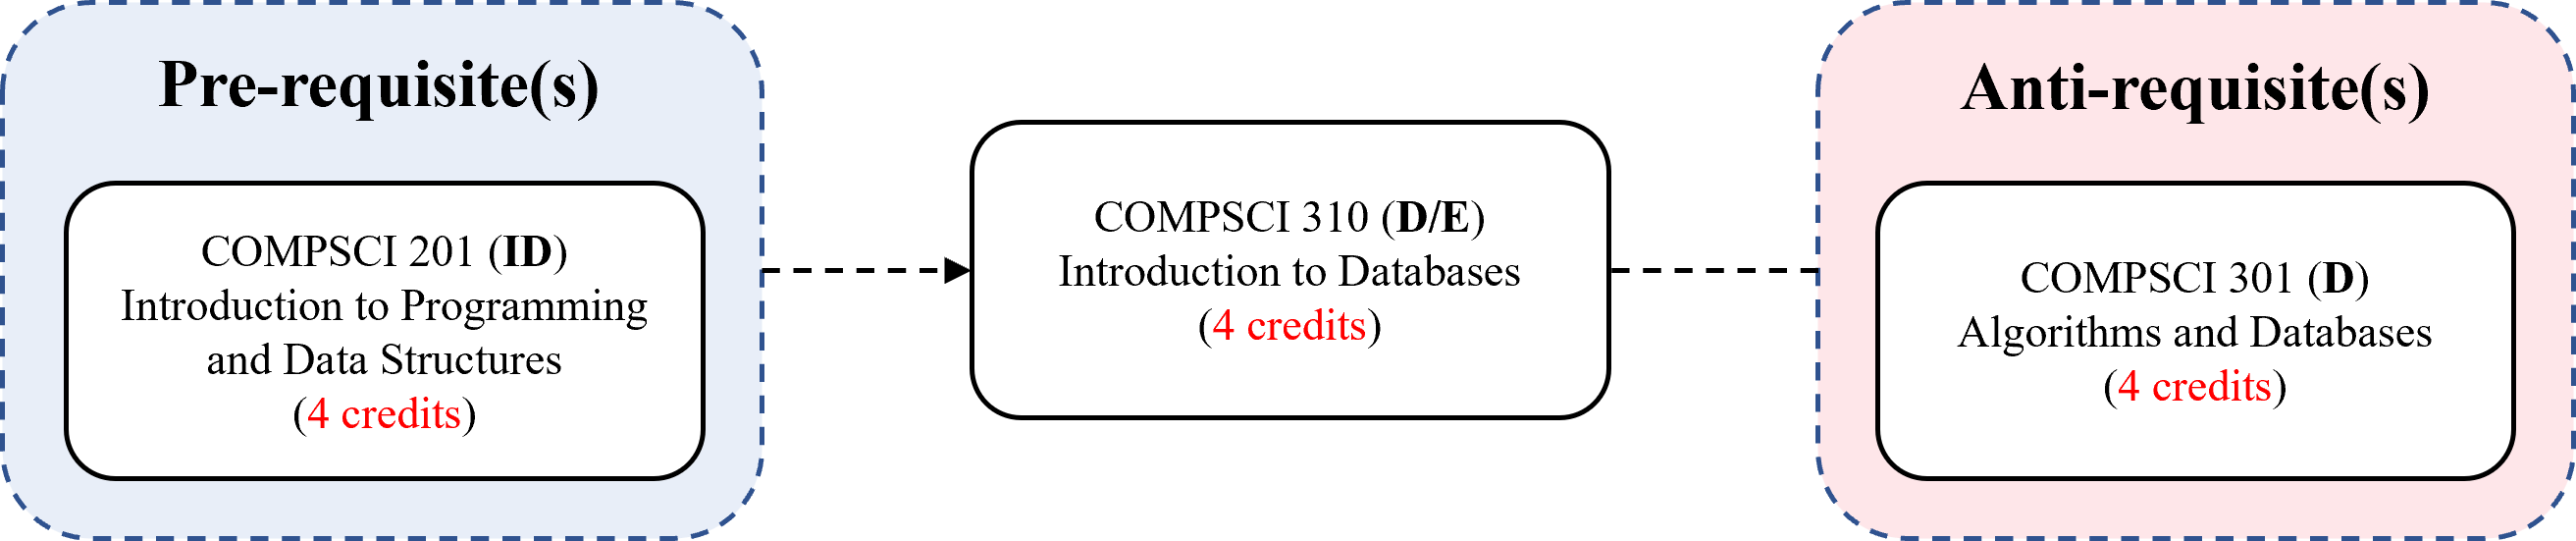 Pre-requisite(s)
COMPSCI 201 (ID)
Introduction to Programming
and Data Structures
(4 credits)
COMPSCI 310 (D/E)
Introduction to Databases
(4 credits)
Anti-requisite(s)
COMPSCI 301 (D)
Algorithms and Databases
(4 credits)